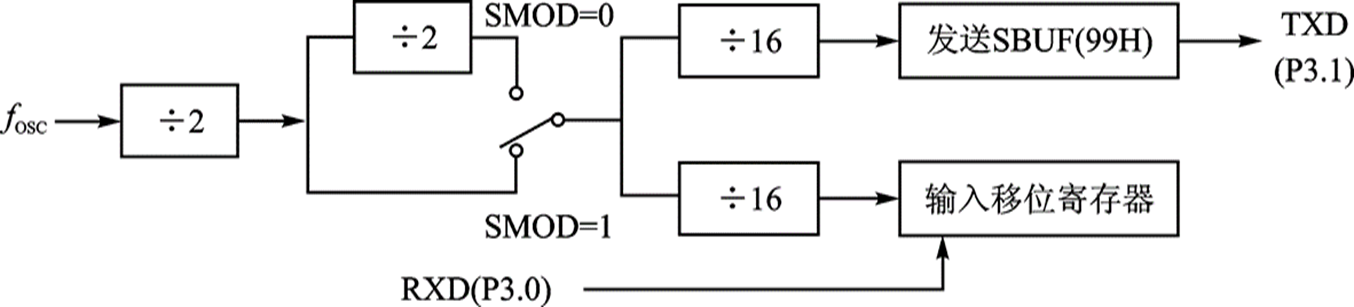 SMOD=0
÷2
÷16
发送SBUF(99H)
TXD
(P3.1)
fosc
÷2
÷16
输入移位寄存器
SMOD=1
RXD(P3.0)